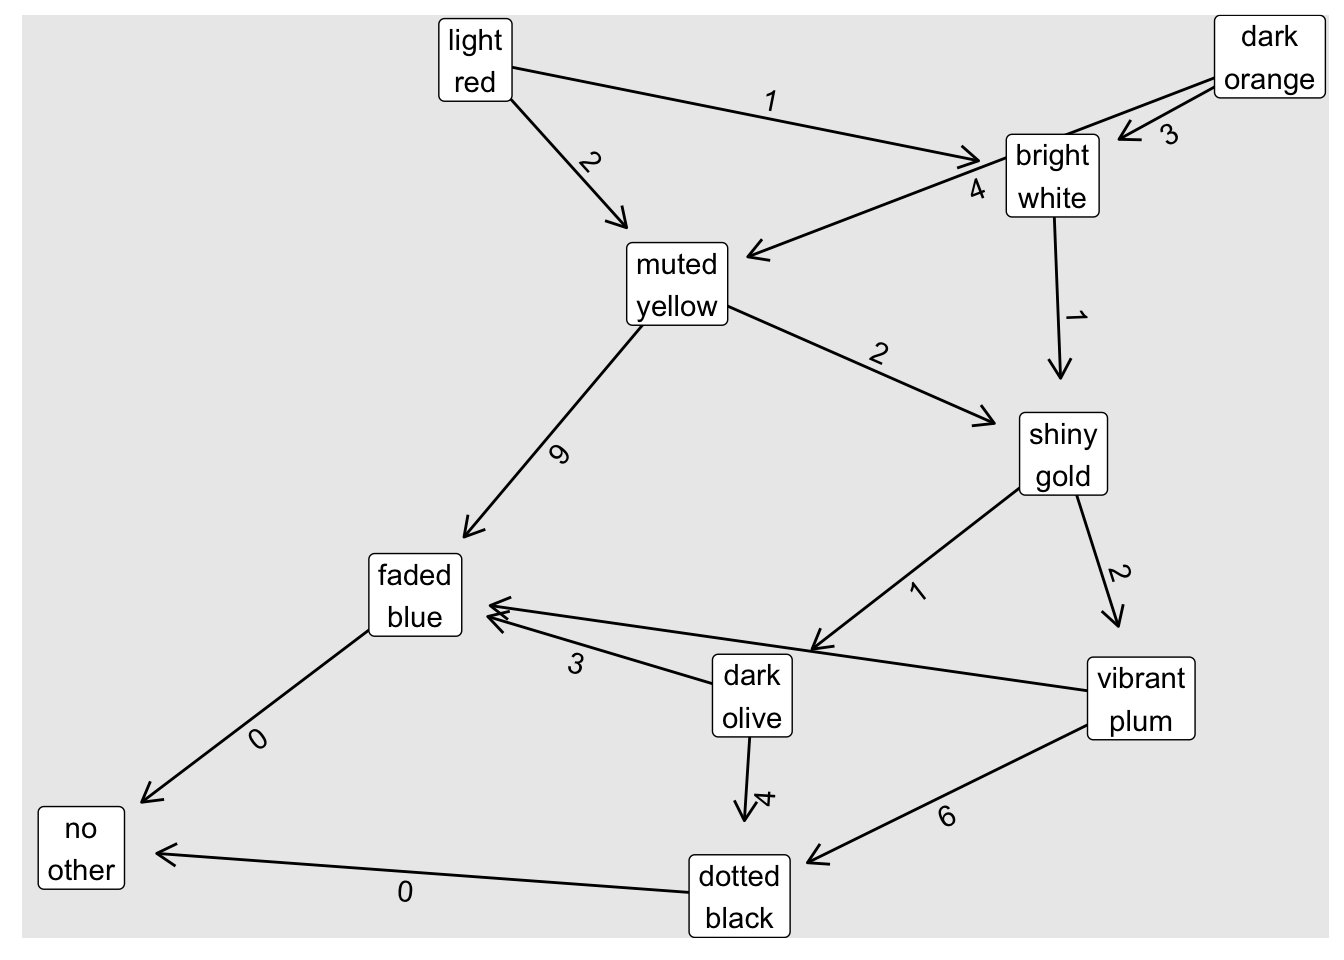 light
red
dark
orange
1
3
2
bright
white
4
muted
yellow
1
2
shiny
gold
9
faded
blue
2
1
3
dark
olive
vibrant
plum
0
4
6
no
other
0
dotted
black